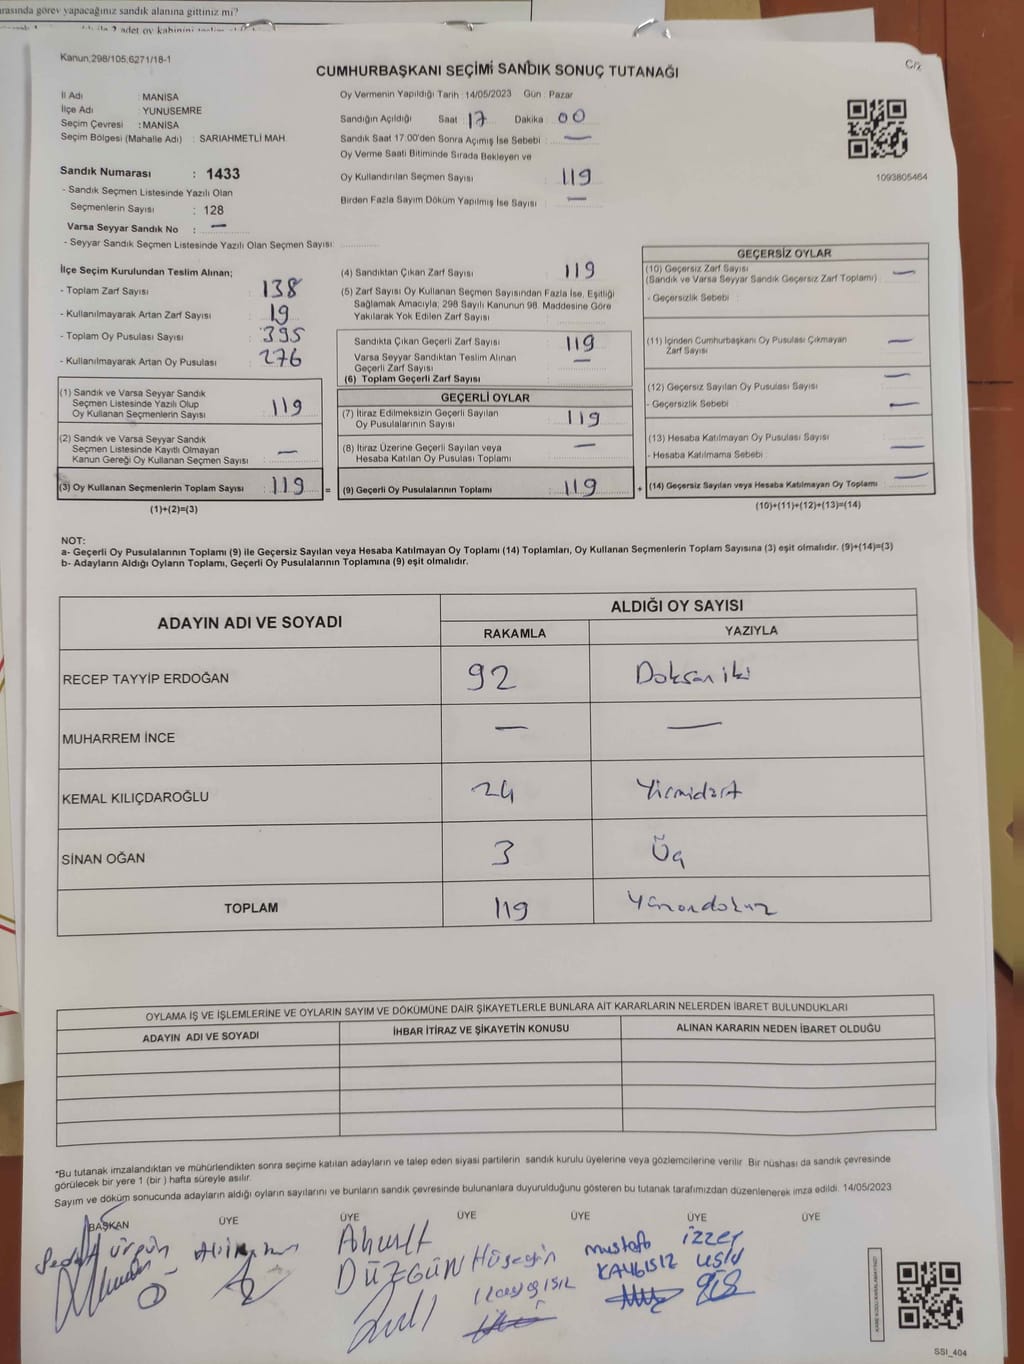 arasında görev yapacağınız sandık alanına gittiniz mi?
Kanun;298/105,6271/18-1
C/2
CUMHURBAŞKANI SEÇİMİ SANDIK SONUÇ TUTANAĞI
İl Adı : MANİSA
İlçe Adı : YUNUSEMRE
Seçim Çevresi : MANİSA
Seçim Bölgesi (Mahalle Adı) : SARIAHMETLİ MAH
Sandık Numarası : 1433
- Sandık Seçmen Listesinde Yazılı Olan
Seçmenlerin Sayısı : 128
Varsa Seyyar Sandık No : —
- Seyyar Sandık Seçmen Listesinde Yazılı Olan Seçmen Sayısı:
Oy Vermenin Yapıldığı Tarih : 14/05/2023 Gün : Pazar
Sandığın Açıldığı Saat 17 Dakika 00
Sandık Saat 17:00'den Sonra Açımış İse Sebebi : —
Oy Verme Saati Bitiminde Sırada Bekleyen ve
Oy Kullandırılan Seçmen Sayısı : 119
Birden Fazla Sayım Döküm Yapılmış İse Sayısı : —
1093805464
İlçe Seçim Kurulundan Teslim Alınan;
- Toplam Zarf Sayısı : 138
- Kullanılmayarak Artan Zarf Sayısı : 19
- Toplam Oy Pusulası Sayısı : 395
- Kullanılmayarak Artan Oy Pusulası : 276
(1) Sandık ve Varsa Seyyar Sandık
Seçmen Listesinde Yazılı Olup
Oy Kullanan Seçmenlerin Sayısı : 119
(2) Sandık ve Varsa Seyyar Sandık
Seçmen Listesinde Kayıtlı Olmayan
Kanun Gereği Oy Kullanan Seçmen Sayısı : —
(3) Oy Kullanan Seçmenlerin Toplam Sayısı : 119 =
(1)+(2)=(3)
(4) Sandıktan Çıkan Zarf Sayısı : 119
(5) Zarf Sayısı Oy Kullanan Seçmen Sayısından Fazla İse, Eşitliği
Sağlamak Amacıyla; 298 Sayılı Kanunun 98. Maddesine Göre
Yakılarak Yok Edilen Zarf Sayısı :
Sandıkta Çıkan Geçerli Zarf Sayısı : 119
Varsa Seyyar Sandıktan Teslim Alınan
Geçerli Zarf Sayısı : —
(6) Toplam Geçerli Zarf Sayısı :
GEÇERLİ OYLAR
(7) İtiraz Edilmeksizin Geçerli Sayılan
Oy Pusulalarının Sayısı : 119
(8) İtiraz Üzerine Geçerli Sayılan veya
Hesaba Katılan Oy Pusulası Toplamı : —
(9) Geçerli Oy Pusulalarının Toplamı : 119 +
GEÇERSİZ OYLAR
(10) Geçersiz Zarf Sayısı
(Sandık ve Varsa Seyyar Sandık Geçersiz Zarf Toplamı) : —
- Geçersizlik Sebebi :
(11) İçinden Cumhurbaşkanı Oy Pusulası Çıkmayan
Zarf Sayısı : —
(12) Geçersiz Sayılan Oy Pusulası Sayısı : —
- Geçersizlik Sebebi : —
(13) Hesaba Katılmayan Oy Pusulası Sayısı :
- Hesaba Katılmama Sebebi : —
(14) Geçersiz Sayılan veya Hesaba Katılmayan Oy Toplamı : —
(10)+(11)+(12)+(13)=(14)
NOT:
a- Geçerli Oy Pusulalarının Toplamı (9) ile Geçersiz Sayılan veya Hesaba Katılmayan Oy Toplamı (14) Toplamları, Oy Kullanan Seçmenlerin Toplam Sayısına (3) eşit olmalıdır. (9)+(14)=(3)
b- Adayların Aldığı Oyların Toplamı, Geçerli Oy Pusulalarının Toplamına (9) eşit olmalıdır.
ADAYIN ADI VE SOYADI
ALDIĞI OY SAYISI
RAKAMLA YAZIYLA
RECEP TAYYİP ERDOĞAN 92 Doksan iki
MUHARREM İNCE — —
KEMAL KILIÇDAROĞLU 24 Yirmidört
SİNAN OĞAN 3 Üç
TOPLAM 119 Yüzondokuz
OYLAMA İŞ VE İŞLEMLERİNE VE OYLARIN SAYIM VE DÖKÜMÜNE DAİR ŞİKAYETLERLE BUNLARA AİT KARARLARIN NELERDEN İBARET BULUNDUKLARI
ADAYIN ADI VE SOYADI İHBAR İTİRAZ VE ŞİKAYETİN KONUSU ALINAN KARARIN NEDEN İBARET OLDUĞU
*Bu tutanak imzalandıktan ve mühürlendikten sonra seçime katılan adayların ve talep eden siyasi partilerin sandık kurulu üyelerine veya gözlemcilerine verilir. Bir nüshası da sandık çevresinde
görülecek bir yere 1 (bir ) hafta süreyle asılır.
Sayım ve döküm sonucunda adayların aldığı oyların sayılarını ve bunların sandık çevresinde bulunanlara duyurulduğunu gösteren bu tutanak tarafımızdan düzenlenerek imza edildi. 14/05/2023
BAŞKAN ÜYE ÜYE ÜYE ÜYE ÜYE ÜYE
Ahmet
DÜZGÜN
Hüseyin
Mustafa
KAYBISIZ
izzet
uslu
SSI_404